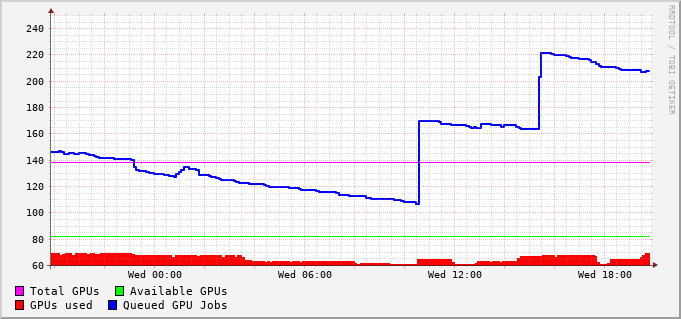 RRDTOOL / TOBI OETIKER
240
220
200
180
160
140
120
100
80
60
Wed 00:00 Wed 06:00 Wed 12:00 Wed 18:00
Total GPUs Available GPUs
GPUs used Queued GPU Jobs